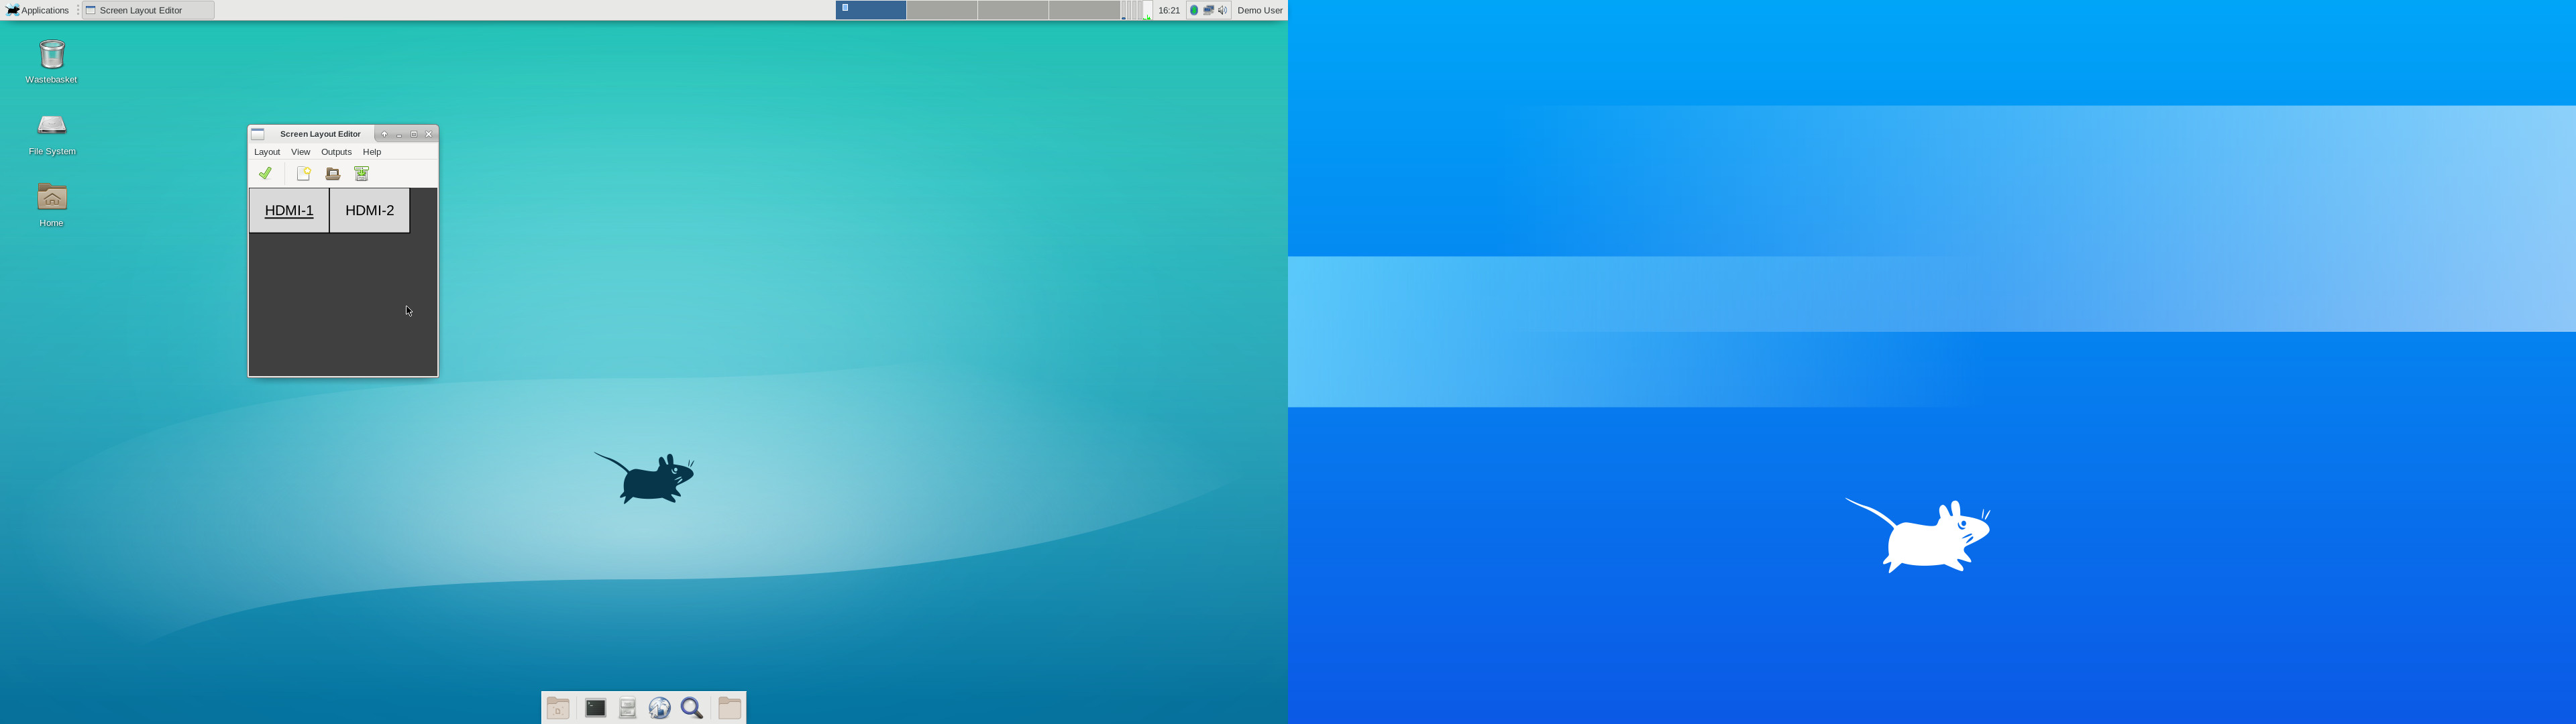 Applications
Screen Layout Editor
16:21
Demo User
Wastebasket
File System
Home
Screen Layout Editor
Layout View Outputs Help
HDMI-1 HDMI-2